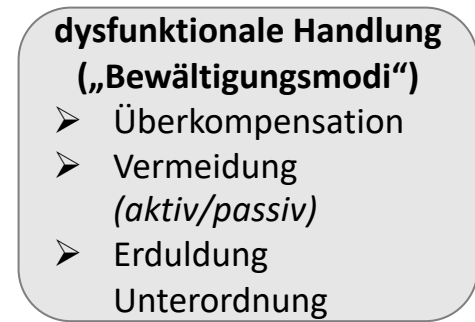 dysfunktionale Handlung
(„Bewältigungsmodi“)
➢ Überkompensation
➢ Vermeidung
(aktiv/passiv)
➢ Erduldung
Unterordnung